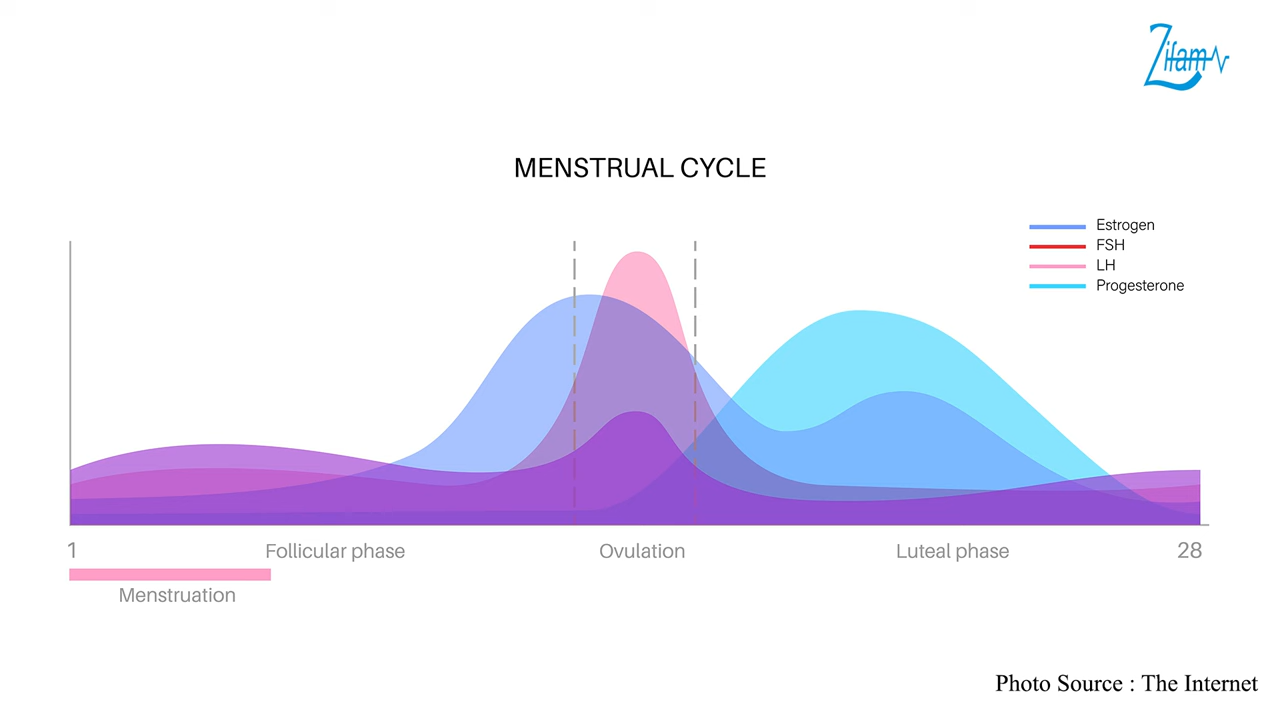 Zifam
MENSTRUAL CYCLE
Estrogen
FSH
LH
Progesterone
1
Follicular phase
Ovulation
Luteal phase
28
Menstruation
Photo Source : The Internet